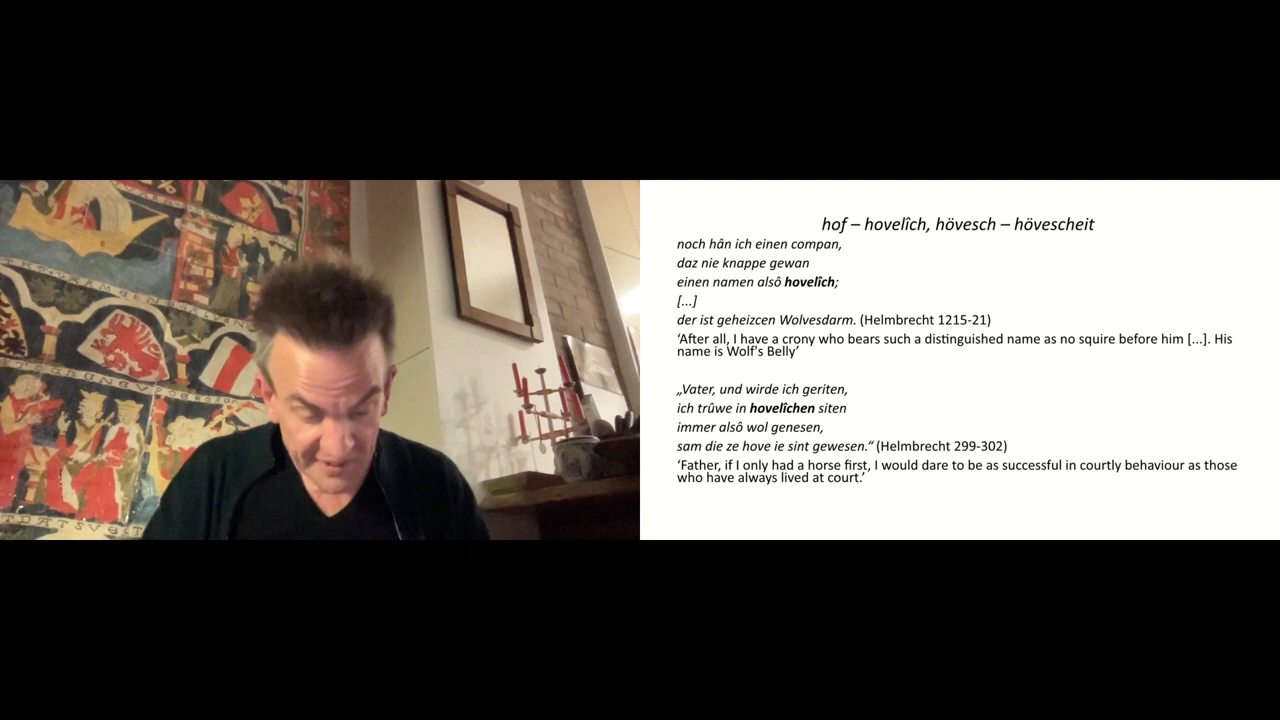 hof – hovelîch, hövesch – hövescheit
noch hân ich einen compan,
daz nie knappe gewan
einen namen alsô hovelîch;
[...]
der ist geheizcen Wolvesdarm. (Helmbrecht 1215-21)
‘After all, I have a crony who bears such a distinguished name as no squire before him [...]. His
name is Wolf's Belly’
„Vater, und wirde ich geriten,
ich trûwe in hovelîchen siten
immer alsô wol genesen,
sam die ze hove ie sint gewesen.“ (Helmbrecht 299-302)
‘Father, if I only had a horse first, I would dare to be as successful in courtly behaviour as those
who have always lived at court.’